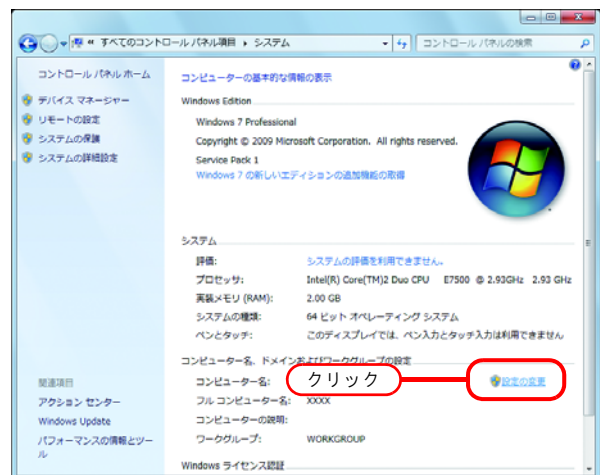 « すべてのコントロール パネル項目 › システム
コントロール パネルの検索
コントロール パネル ホーム
デバイス マネージャー
リモートの設定
システムの保護
システムの詳細設定
コンピューターの基本的な情報の表示
Windows Edition
Windows 7 Professional
Copyright © 2009 Microsoft Corporation. All rights reserved.
Service Pack 1
Windows 7 の新しいエディションの追加機能の取得
システム
評価: システムの評価を利用できません。
プロセッサ: Intel(R) Core(TM)2 Duo CPU E7500 @ 2.93GHz 2.93 GHz
実装メモリ (RAM): 2.00 GB
システムの種類: 64 ビット オペレーティング システム
ペンとタッチ: このディスプレイでは、ペン入力とタッチ入力は利用できません
コンピューター名、ドメインおよびワークグループの設定
コンピューター名: クリック 設定の変更
フル コンピューター名: XXXX
コンピューターの説明:
ワークグループ: WORKGROUP
Windows ライセンス認証
関連項目
アクション センター
Windows Update
パフォーマンスの情報とツー
ル